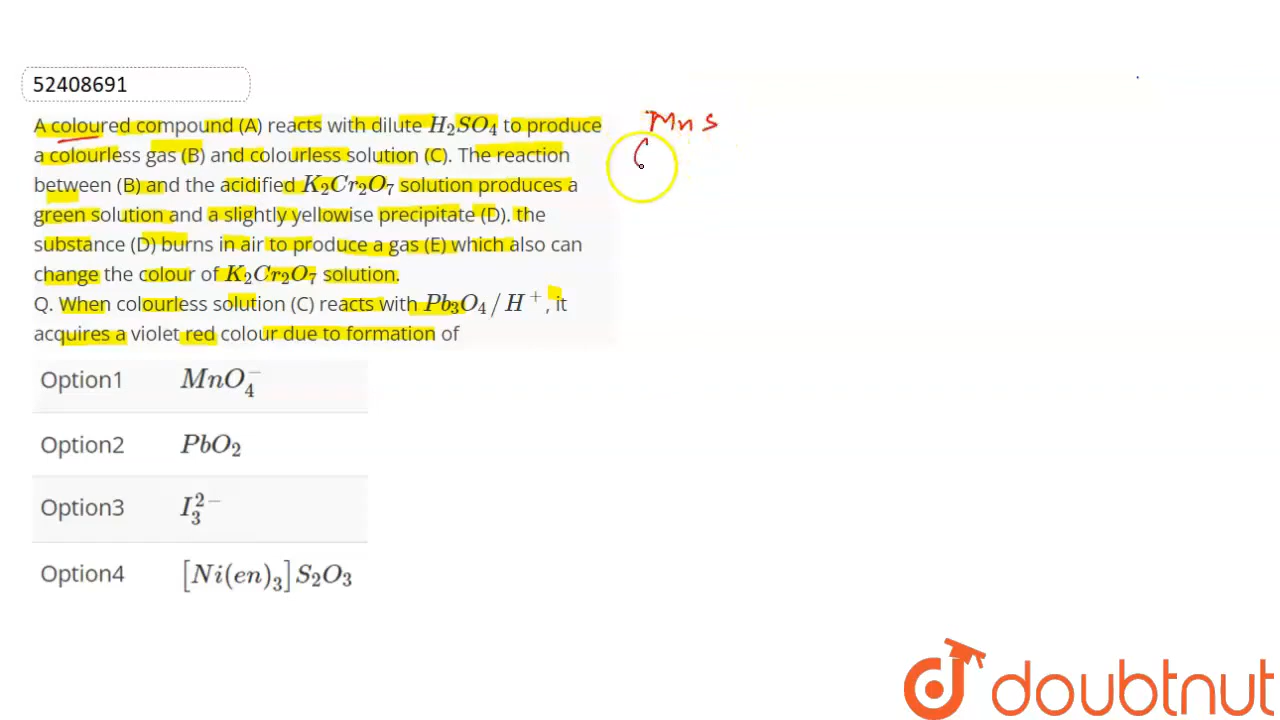 52408691
A coloured compound (A) reacts with dilute H₂SO₄ to produce
a colourless gas (B) and colourless solution (C). The reaction
between (B) and the acidified K₂Cr₂O₇ solution produces a
green solution and a slightly yellowise precipitate (D). the
substance (D) burns in air to produce a gas (E) which also can
change the colour of K₂Cr₂O₇ solution.
Q. When colourless solution (C) reacts with Pb₃O₄/H⁺, it
acquires a violet red colour due to formation of
Option1 MnO₄⁻
Option2 PbO₂
Option3 I₃²⁻
Option4 [Ni(en)₃]S₂O₃
MnS
(
doubtnut